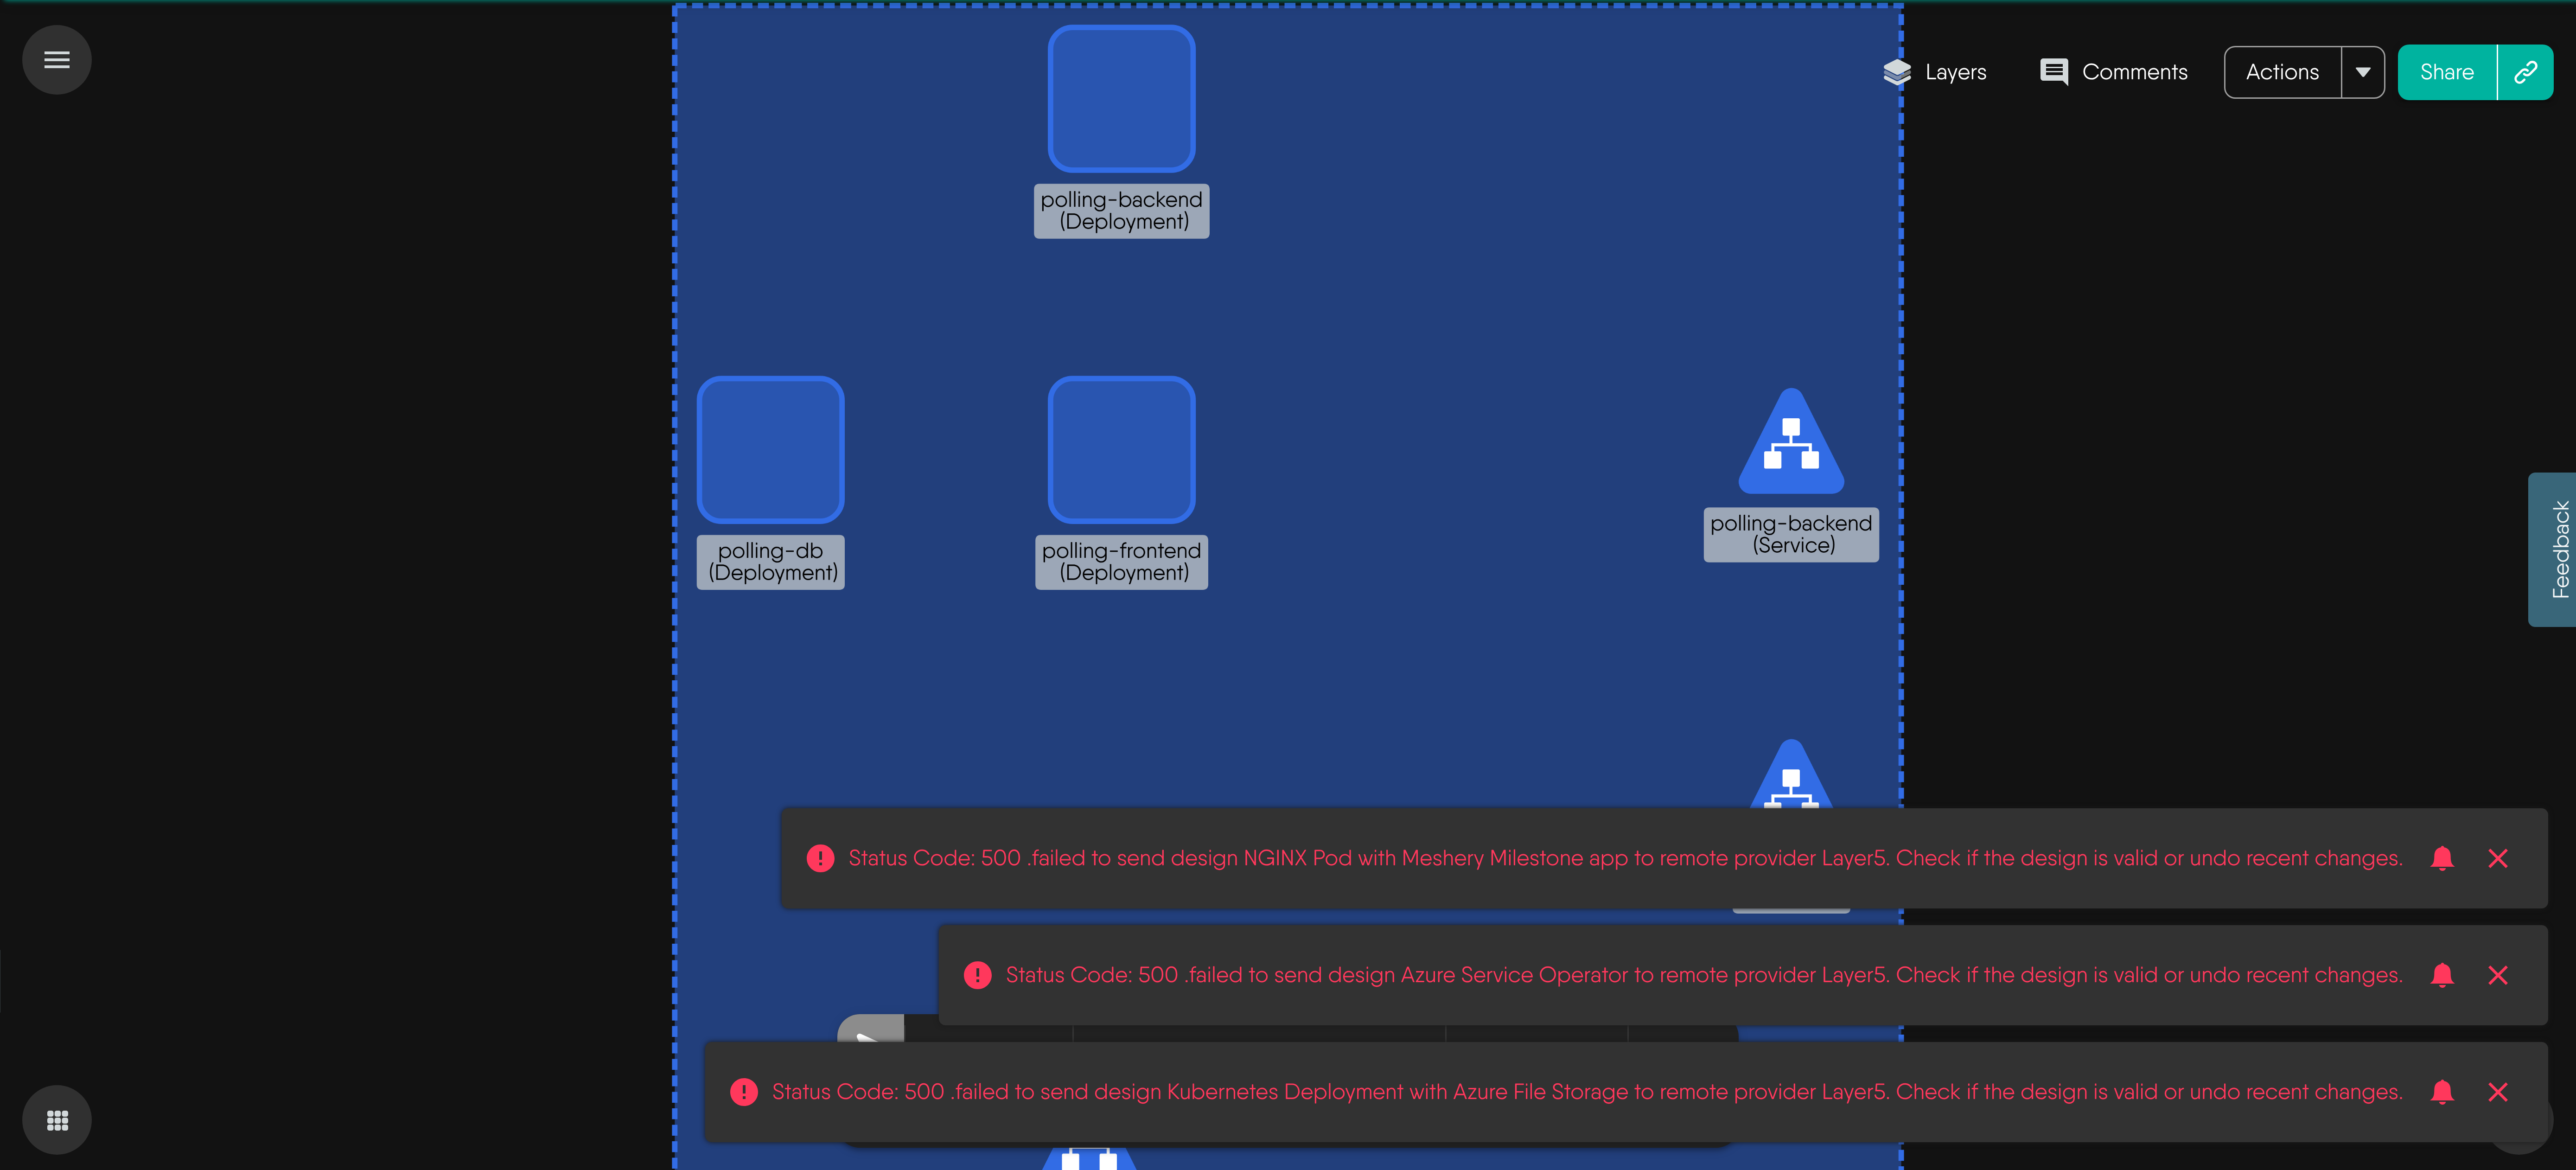 Layers
Comments
Actions
Share
polling-backend
(Deployment)
polling-db
(Deployment)
polling-frontend
(Deployment)
polling-backend
(Service)
Feedback
Status Code: 500 .failed to send design NGINX Pod with Meshery Milestone app to remote provider Layer5. Check if the design is valid or undo recent changes.
Status Code: 500 .failed to send design Azure Service Operator to remote provider Layer5. Check if the design is valid or undo recent changes.
Status Code: 500 .failed to send design Kubernetes Deployment with Azure File Storage to remote provider Layer5. Check if the design is valid or undo recent changes.